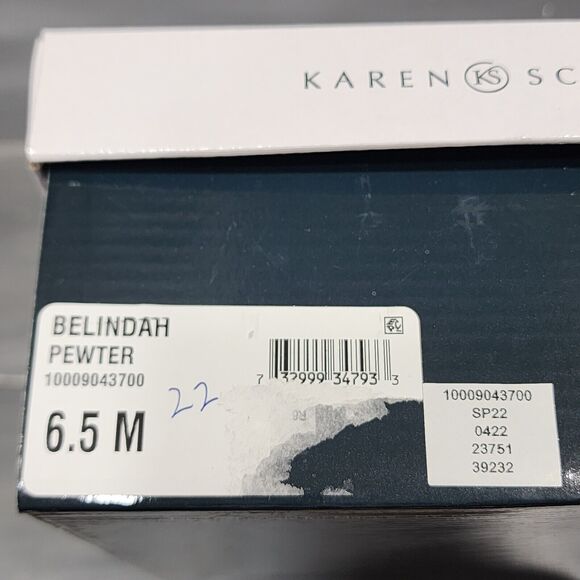 KAREN KS SC
BELINDAH
PEWTER
10009043700
7 32999 34793 3
22
6.5 M
10009043700
SP22
0422
23751
39232